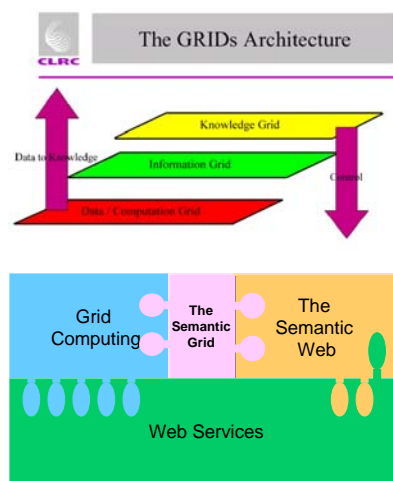 The GRIDs Architecture
CLRC
Knowledge Grid
Data to Knowledge
Information Grid
Control
Data / Computation Grid
Grid
Computing
The
Semantic
Grid
The
Semantic
Web
Web Services